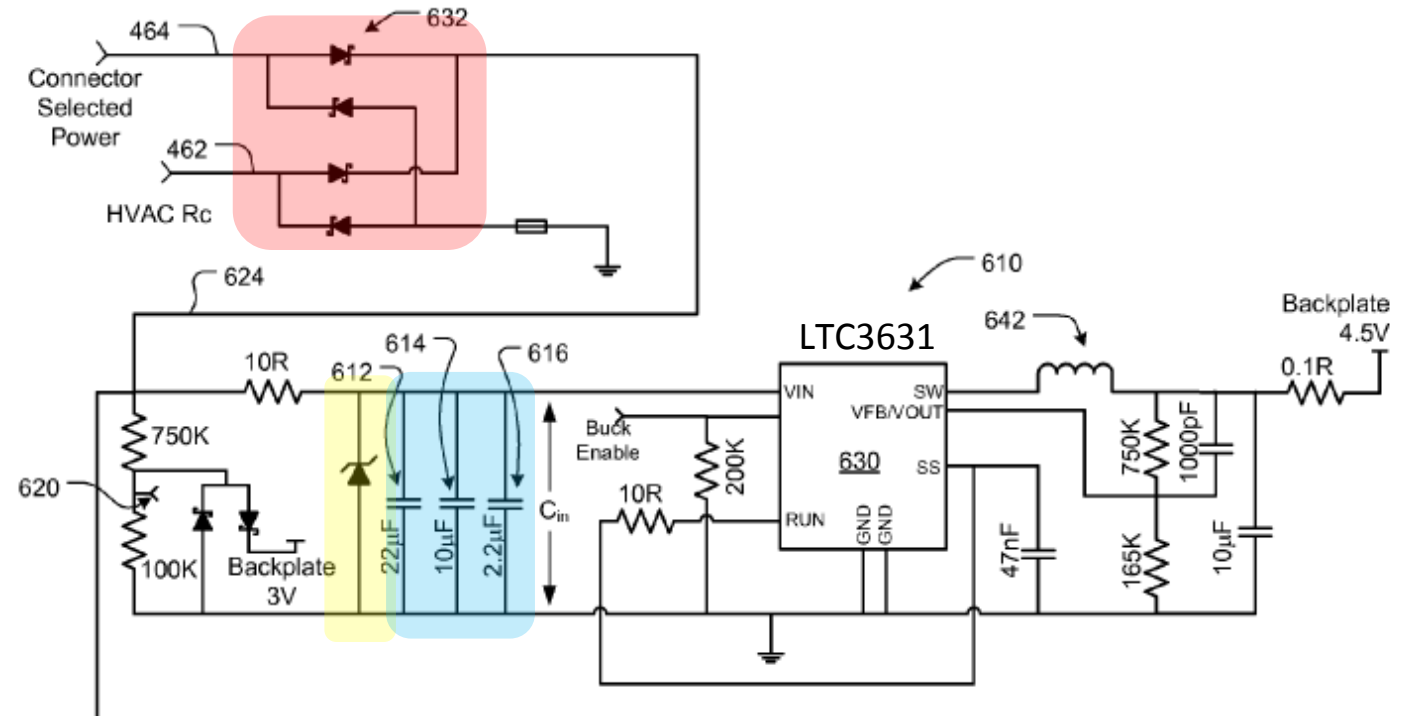 464
632
Connector
Selected
Power
462
HVAC Rc
624
610
LTC3631
642
Backplate
4.5V
10R
612
614
616
0.1R
VIN
SW
VFB/VOUT
Buck
Enable
750K
200K
630
SS
750K
1000pF
620
10R
RUN
GND
GND
Cin
100K
Backplate
3V
22µF
10µF
2.2µF
47nF
165K
10µF